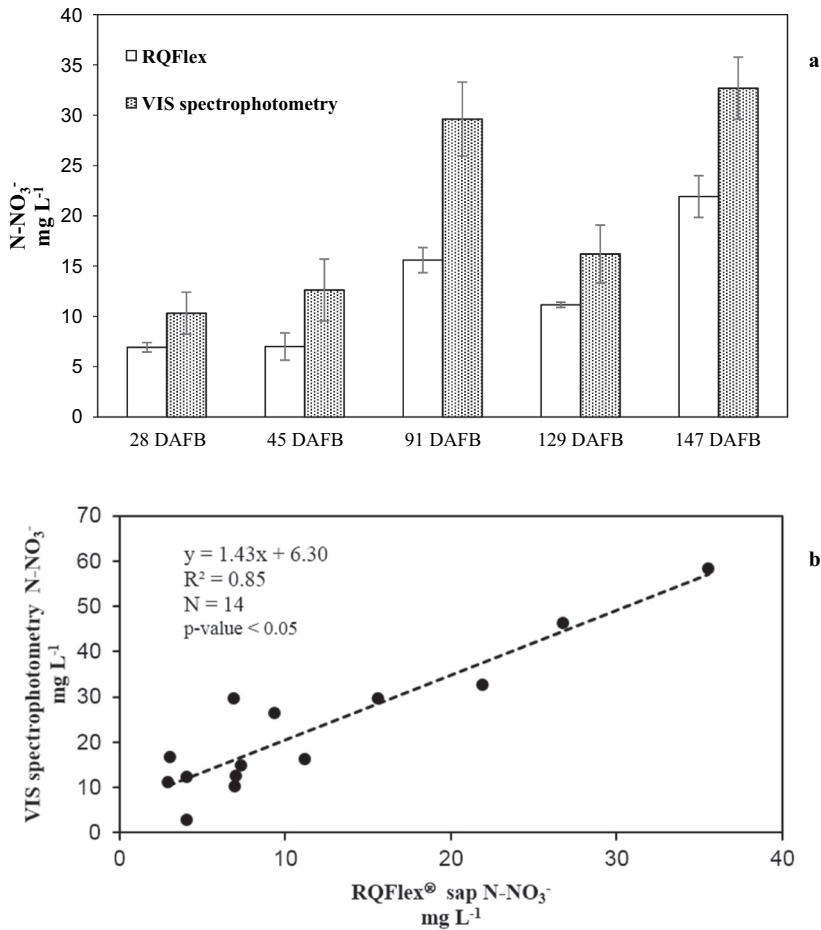 40
35
30
25
20
15
10
5
0
N-NO₃⁻
mg L⁻¹
RQFlex
VIS spectrophotometry
a
28 DAFB 45 DAFB 91 DAFB 129 DAFB 147 DAFB
70
60
50
40
30
20
10
0
VIS spectrophotometry N-NO₃⁻
mg L⁻¹
y = 1.43x + 6.30
R² = 0.85
N = 14
p-value < 0.05
b
0 10 20 30 40
RQFlex® sap N-NO₃⁻
mg L⁻¹